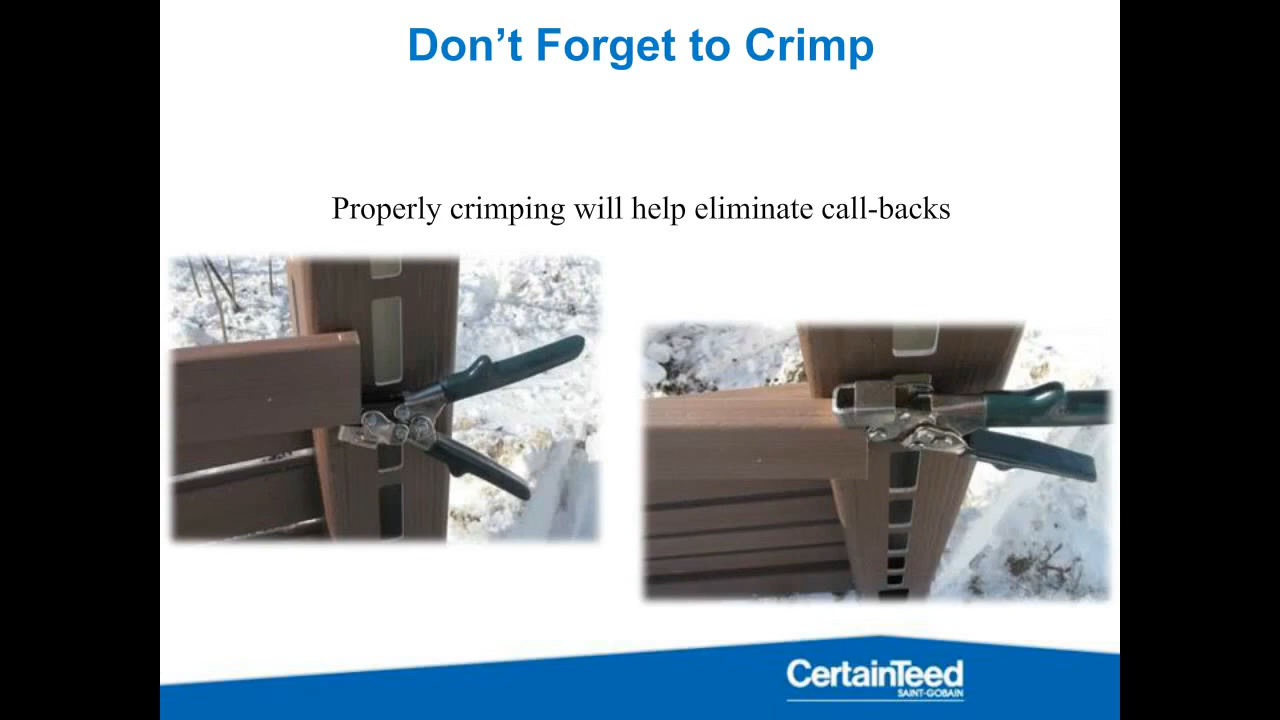 Don’t Forget to Crimp
Properly crimping will help eliminate call-backs
CertainTeed
SAINT-GOBAIN